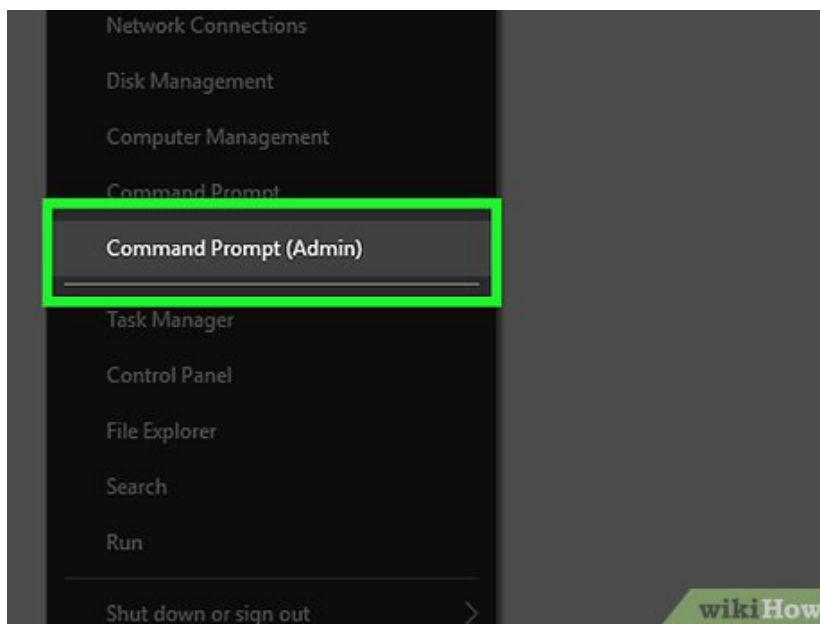 Network Connections
Disk Management
Computer Management
Command Prompt
Command Prompt (Admin)
Task Manager
Control Panel
File Explorer
Search
Run
Shut down or sign out
wikiHow